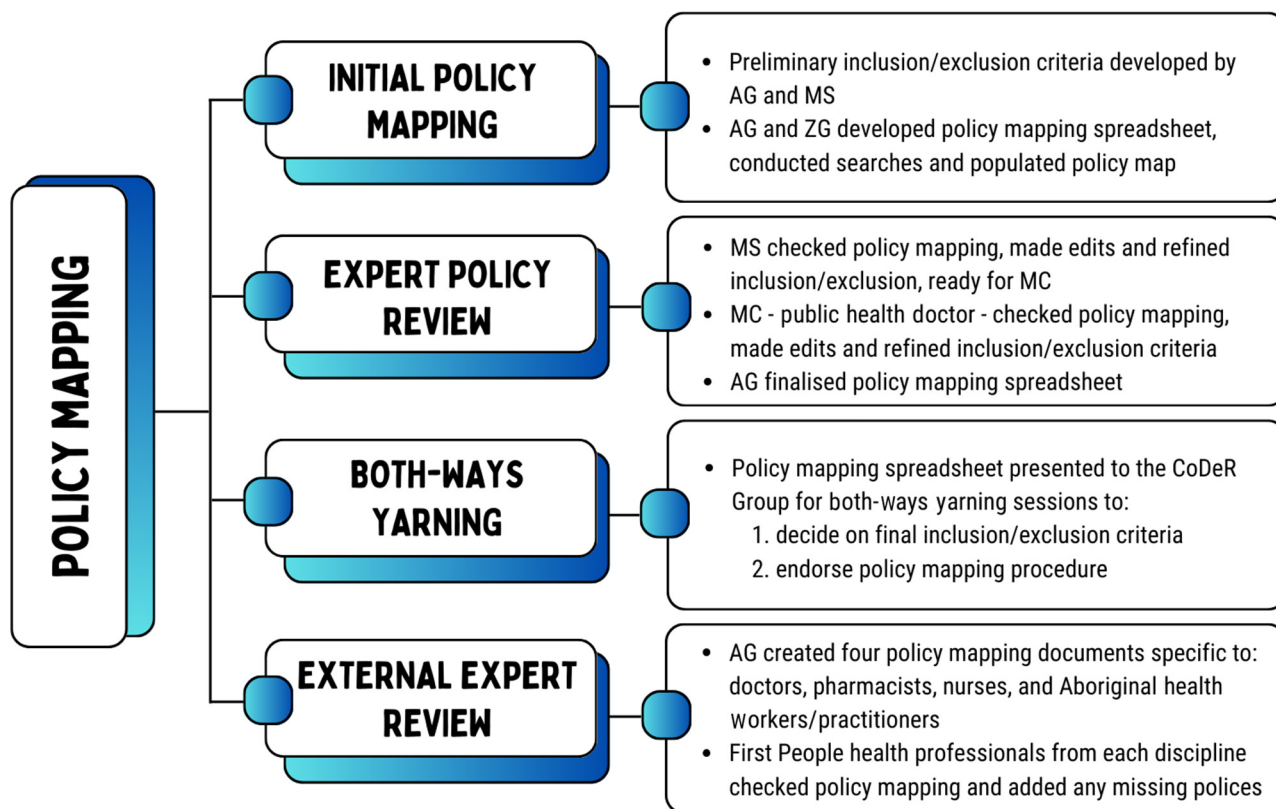 POLICY MAPPING
INITIAL POLICY
MAPPING
• Preliminary inclusion/exclusion criteria developed by
AG and MS
• AG and ZG developed policy mapping spreadsheet,
conducted searches and populated policy map
EXPERT POLICY
REVIEW
• MS checked policy mapping, made edits and refined
inclusion/exclusion, ready for MC
• MC - public health doctor - checked policy mapping,
made edits and refined inclusion/exclusion criteria
• AG finalised policy mapping spreadsheet
BOTH-WAYS
YARNING
• Policy mapping spreadsheet presented to the CoDeR
Group for both-ways yarning sessions to:
1. decide on final inclusion/exclusion criteria
2. endorse policy mapping procedure
EXTERNAL EXPERT
REVIEW
• AG created four policy mapping documents specific to:
doctors, pharmacists, nurses, and Aboriginal health
workers/practitioners
• First People health professionals from each discipline
checked policy mapping and added any missing polices